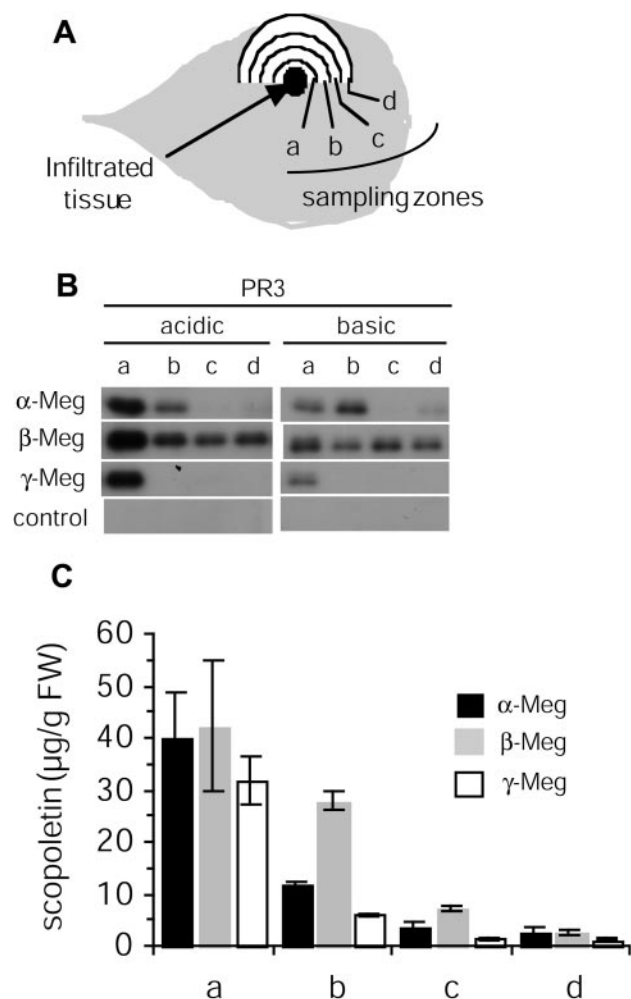 A
d
a b c
Infiltrated
tissue
sampling zones
B
PR3
acidic basic
a b c d a b c d
α-Meg
β-Meg
γ-Meg
control
C
scopoletin (µg/g FW)
60
50
40
30
20
10
0
α-Meg
β-Meg
γ-Meg
a b c d